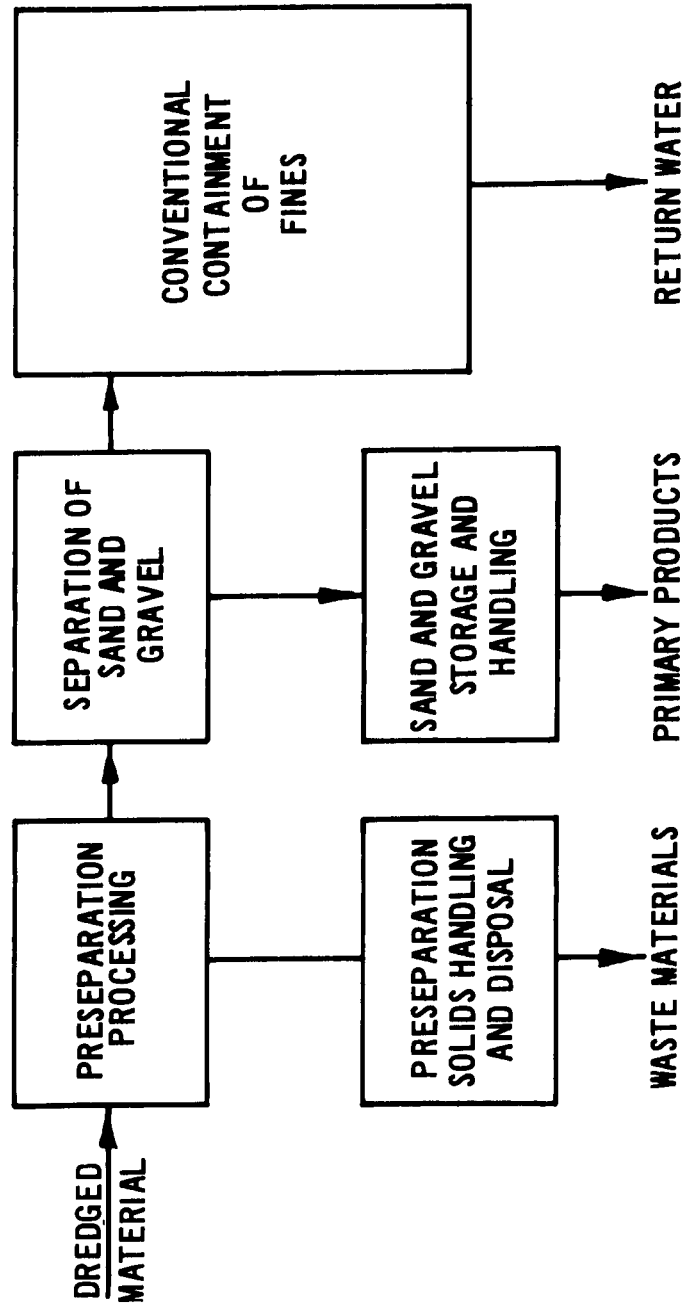 DREDGED
MATERIAL
PRESEPARATION
PROCESSING
SEPARATION OF
SAND AND
GRAVEL
CONVENTIONAL
CONTAINMENT
OF
FINES
PRESEPARATION
SOLIDS HANDLING
AND DISPOSAL
SAND AND GRAVEL
STORAGE AND
HANDLING
WASTE MATERIALS
PRIMARY PRODUCTS
RETURN WATER